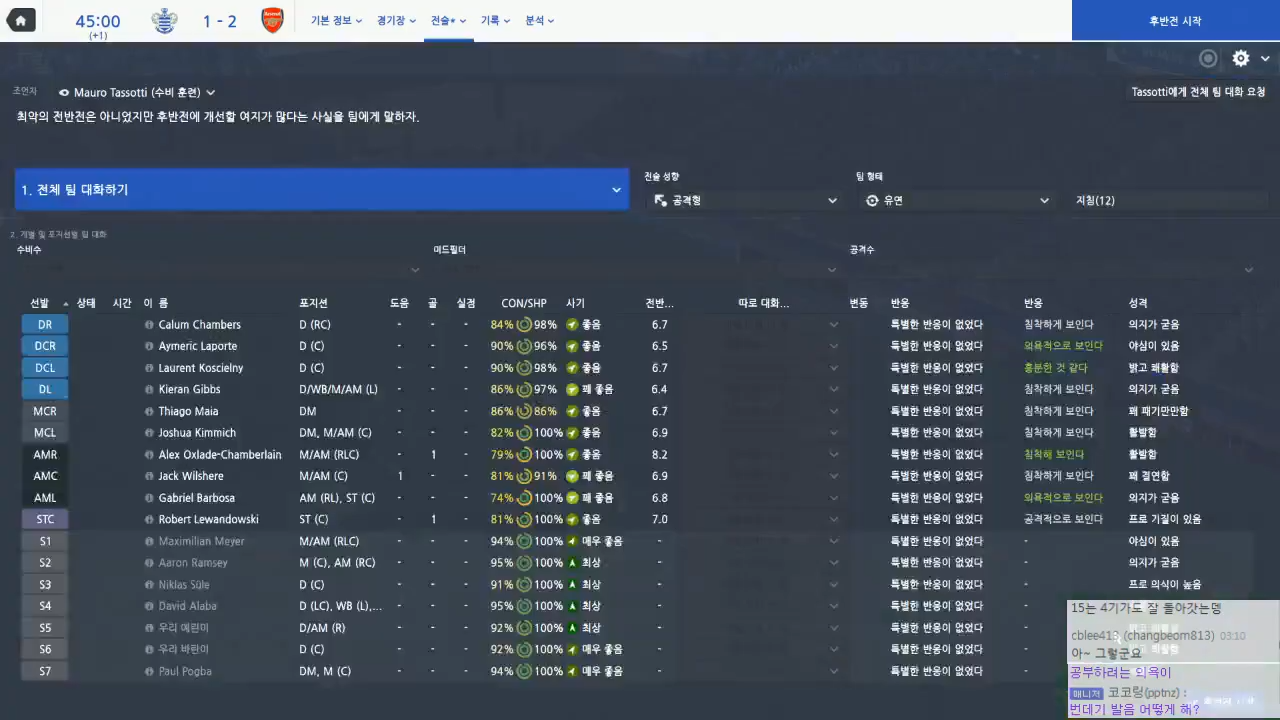 45:00
(+1)
1 - 2
기본 정보
경기장
전술*
기록
분석
후반전 시작
조언자
Mauro Tassotti (수비 훈련)
Tassotti에게 전체 팀 대화 요청
최악의 전반전은 아니었지만 후반전에 개선할 여지가 많다는 사실을 팀에게 말하자.
1. 전체 팀 대화하기
전술 성향
공격형
팀 형태
유연
지침(12)
2. 개별 및 포지션별 팀 대화
수비수
미드필더
공격수
선발 상태 시간 이 름 포지션 도움 골 실점 CON/SHP 사기 전반... 따로 대화... 변동 반응 반응 성격
DR Calum Chambers D (RC) - - - 84% 98% 좋음 6.7 특별한 반응이 없었다 침착하게 보인다 의지가 굳음
DCR Aymeric Laporte D (C) - - - 90% 96% 좋음 6.5 특별한 반응이 없었다 의욕적으로 보인다 야심이 있음
DCL Laurent Koscielny D (C) - - - 90% 98% 좋음 6.7 특별한 반응이 없었다 흥분한 것 같다 밝고 쾌활함
DL Kieran Gibbs D/WB/M/AM (L) - - - 86% 97% 꽤 좋음 6.4 특별한 반응이 없었다 침착하게 보인다 의지가 굳음
MCR Thiago Maia DM - - - 86% 86% 좋음 6.7 특별한 반응이 없었다 침착하게 보인다 꽤 패기만만함
MCL Joshua Kimmich DM, M/AM (C) - - - 82% 100% 좋음 6.9 특별한 반응이 없었다 침착하게 보인다 활발함
AMR Alex Oxlade-Chamberlain M/AM (RLC) - 1 - 79% 100% 좋음 8.2 특별한 반응이 없었다 침착해 보인다 활발함
AMC Jack Wilshere M/AM (C) 1 - - 81% 91% 꽤 좋음 6.9 특별한 반응이 없었다 침착하게 보인다 꽤 결연함
AML Gabriel Barbosa AM (RL), ST (C) - - - 74% 100% 꽤 좋음 6.8 특별한 반응이 없었다 의욕적으로 보인다 의지가 굳음
STC Robert Lewandowski ST (C) - 1 - 81% 100% 좋음 7.0 특별한 반응이 없었다 공격적으로 보인다 프로 기질이 있음
S1 Maximilian Meyer M/AM (RLC) - - - 94% 100% 매우 좋음 - 특별한 반응이 없었다 - 야심이 있음
S2 Aaron Ramsey M (C), AM (RC) - - - 95% 100% 최상 - 특별한 반응이 없었다 - 의지가 굳음
S3 Niklas Süle D (C) - - - 91% 100% 최상 - 특별한 반응이 없었다 - 프로 의식이 높음
S4 David Alaba D (LC), WB (L),... - - - 95% 100% 최상 - 특별한 반응이 없었다
S5 우리 예린이 D/AM (R) - - - 92% 100% 최상 - 특별한 반응이 없었다
S6 우리 바린이 D (C) - - - 92% 100% 매우 좋음 - 특별한 반응이 없었다
S7 Paul Pogba DM, M (C) - - - 94% 100% 매우 좋음 - 특별한 반응이 없었다
15는 4기가도 잘 돌아갓는뎅
cblee413 (changbeom813) 03:10
아~ 그렇군요
공부하려는 의욕이
매니저 코코링(pptnz) :
번데기 발음 어떻게 해?